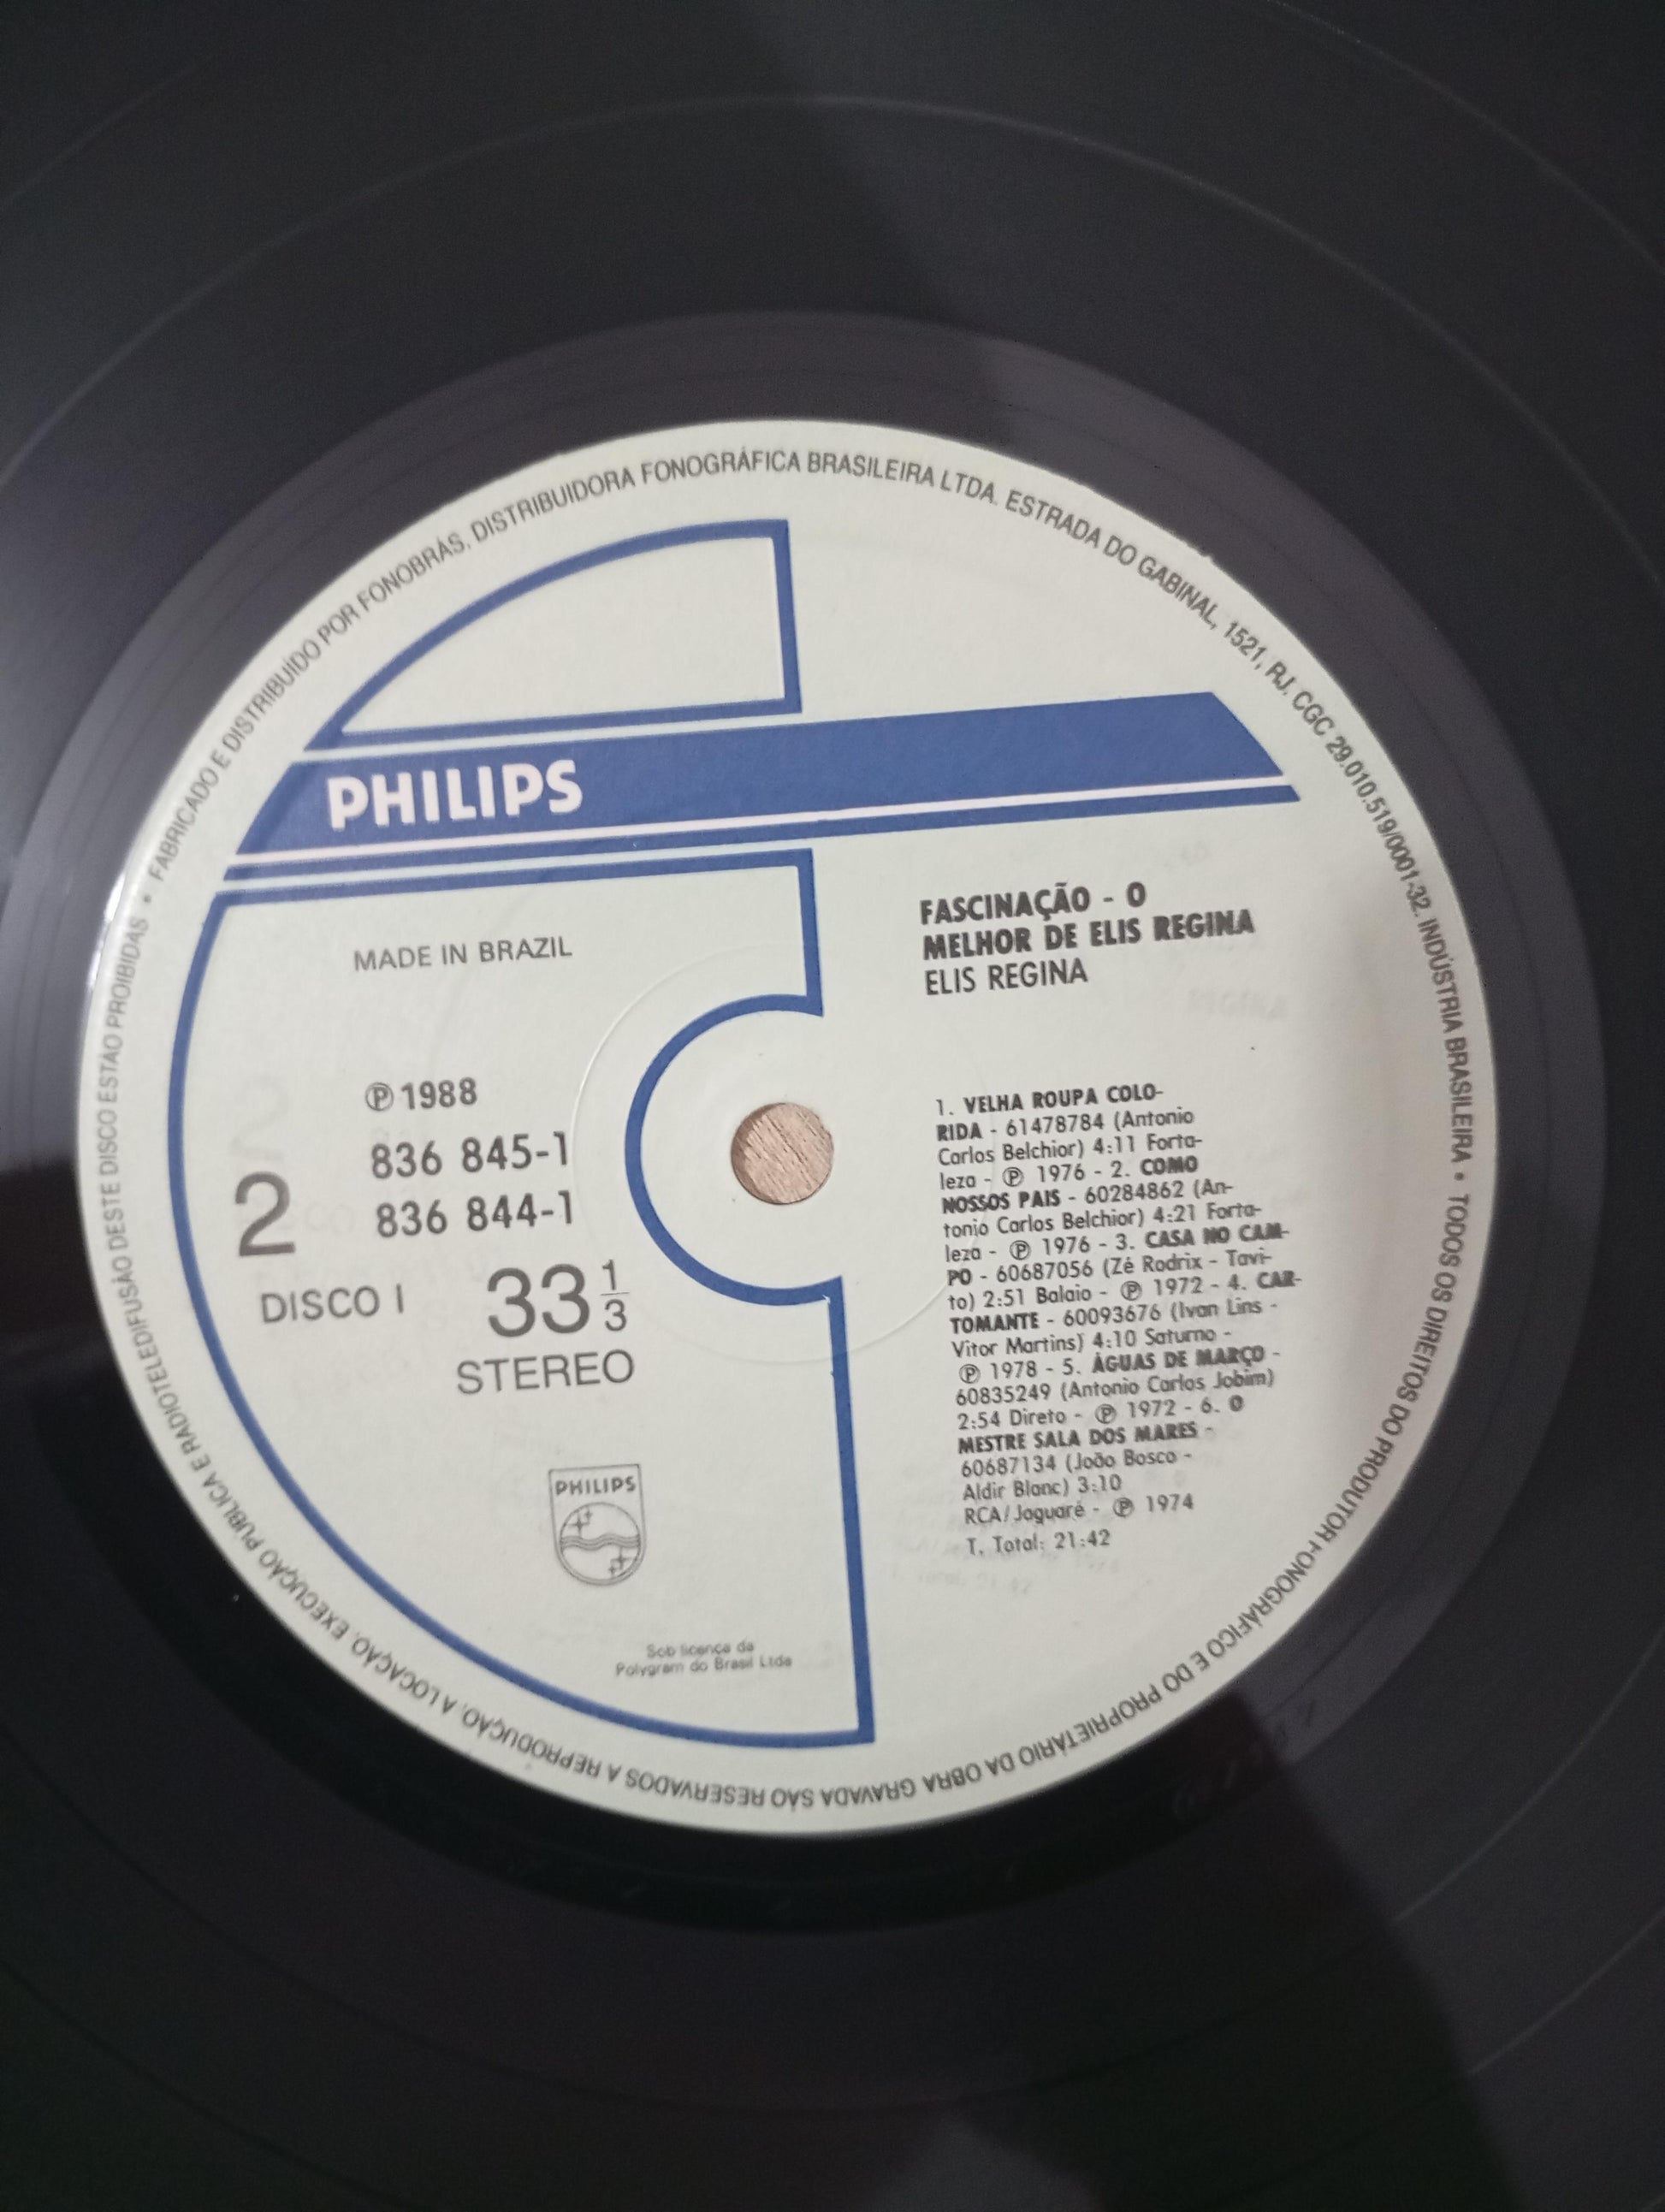 FABRICADO E DISTRIBUÍDO POR FONOBRÁS. DISTRIBUIDORA FONOGRÁFICA BRASILEIRA LTDA. ESTRADA DO GABINAL, 1521, RJ. CGC 29.010.519/0001-32. INDÚSTRIA BRASILEIRA • TODOS OS DIREITOS DO PRODUTOR FONOGRÁFICO E DO PROPRIETÁRIO DA OBRA GRAVADA SÃO RESERVADOS A REPRODUÇÃO, A LOCAÇÃO, EXECUÇÃO PÚBLICA E RADIOTELEDIFUSÃO DESTE DISCO ESTÃO PROIBIDAS •
PHILIPS
MADE IN BRAZIL
℗ 1988
836 845-1
836 844-1
2
DISCO I
33 1/3
STEREO
PHILIPS
Sob licença da
Polygram do Brasil Ltda
FASCINAÇÃO - O
MELHOR DE ELIS REGINA
ELIS REGINA
1. VELHA ROUPA COLO-
RIDA - 61478784 (Antonio
Carlos Belchior) 4:11 Forta-
leza - ℗ 1976 - 2. COMO
NOSSOS PAIS - 60284862 (An-
tonio Carlos Belchior) 4:21 Forta-
leza - ℗ 1976 - 3. CASA NO CAM-
PO - 60687056 (Zé Rodrix - Tavi-
to) 2:51 Balaio - ℗ 1972 - 4. CAR-
TOMANTE - 60093676 (Ivan Lins -
Vitor Martins) 4:10 Saturno -
℗ 1978 - 5. ÁGUAS DE MARÇO -
60835249 (Antonio Carlos Jobim)
2:54 Direto - ℗ 1972 - 6. O
MESTRE SALA DOS MARES -
60687134 (João Bosco -
Aldir Blanc) 3:10
RCA/Jaguaré - ℗ 1974
T. Total: 21:42